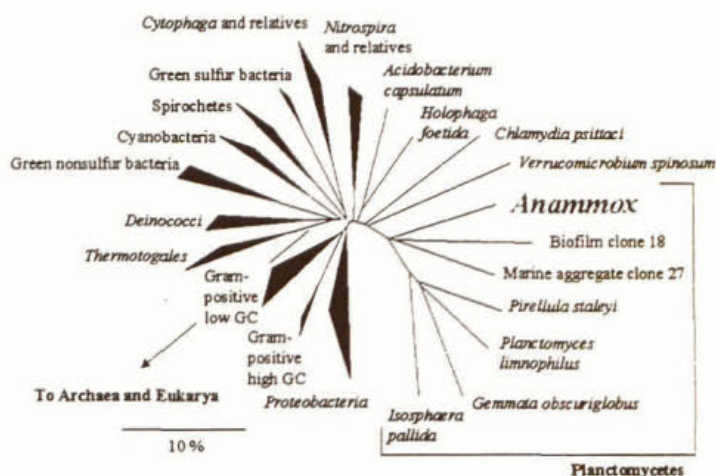 Cytophaga and relatives
Nitrospira
and relatives
Green sulfur bacteria
Acidobacterium
capsulatum
Spirochetes
Holophaga
foetida
Cyanobacteria
Chlamydia psittaci
Green nonsulfur bacteria
Verrucomicrobium spinosum
Anammox
Deinococci
Biofilm clone 18
Thermotogales
Marine aggregate clone 27
Gram-
positive
low GC
Pirellula staleyi
Gram-
positive
high GC
Planctomyces
limnophilus
To Archaea and Eukarya
Proteobacteria
Isosphaera
pallida
Gemmata obscuriglobus
10 %
Planctomycetes